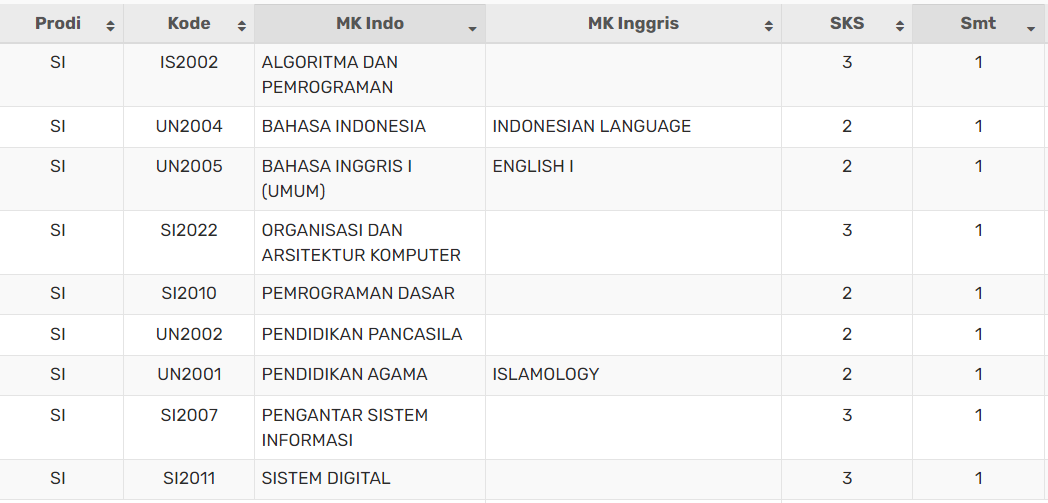 Prodi Kode MK Indo MK Inggris SKS Smt
SI IS2002 ALGORITMA DAN 3 1
PEMROGRAMAN
SI UN2004 BAHASA INDONESIA INDONESIAN LANGUAGE 2 1
SI UN2005 BAHASA INGGRIS I ENGLISH I 2 1
(UMUM)
SI SI2022 ORGANISASI DAN 3 1
ARSITEKTUR KOMPUTER
SI SI2010 PEMROGRAMAN DASAR 2 1
SI UN2002 PENDIDIKAN PANCASILA 2 1
SI UN2001 PENDIDIKAN AGAMA ISLAMOLOGY 2 1
SI SI2007 PENGANTAR SISTEM 3 1
INFORMASI
SI SI2011 SISTEM DIGITAL 3 1